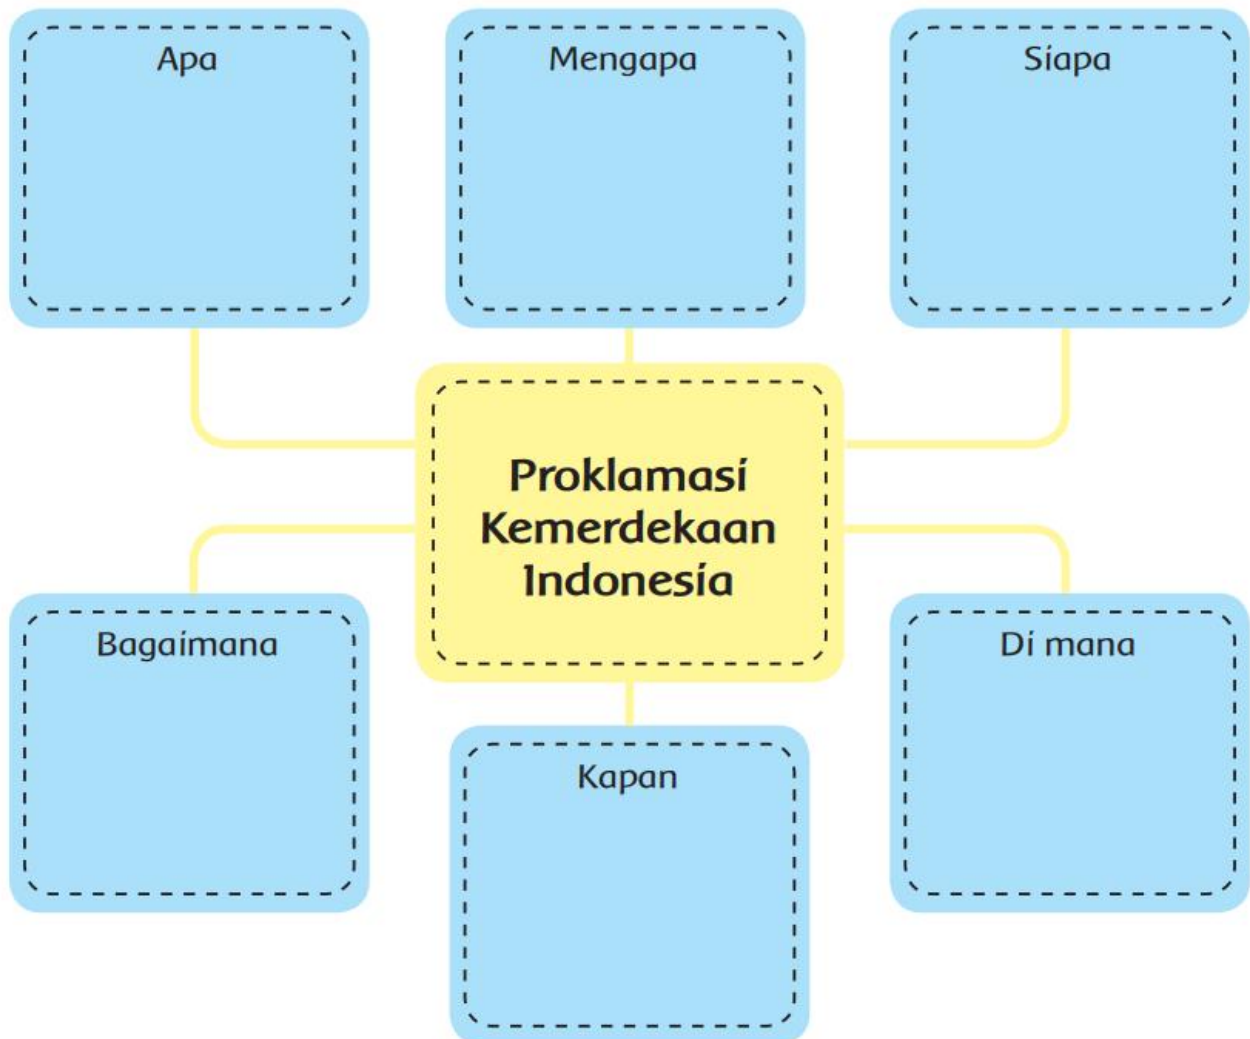 Apa
Mengapa
Siapa
Proklamasi
Kemerdekaan
Indonesia
Bagaimana
Di mana
Kapan